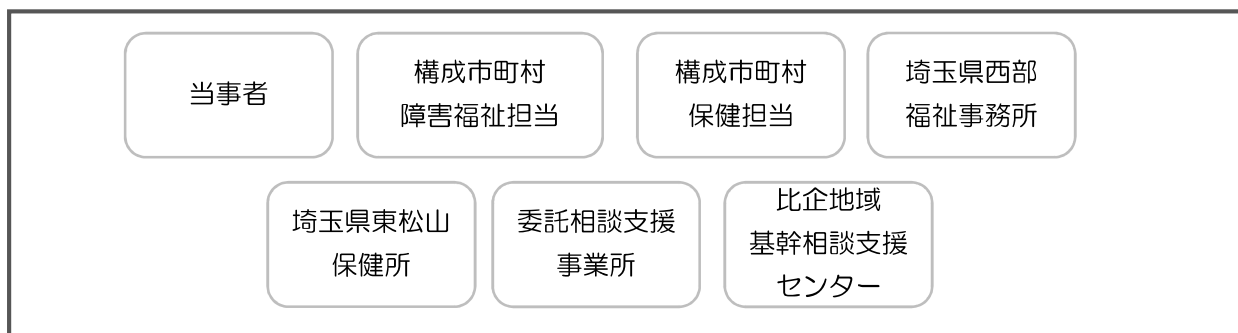 当事者
構成市町村
障害福祉担当
構成市町村
保健担当
埼玉県西部
福祉事務所
埼玉県東松山
保健所
委託相談支援
事業所
比企地域
基幹相談支援
センター